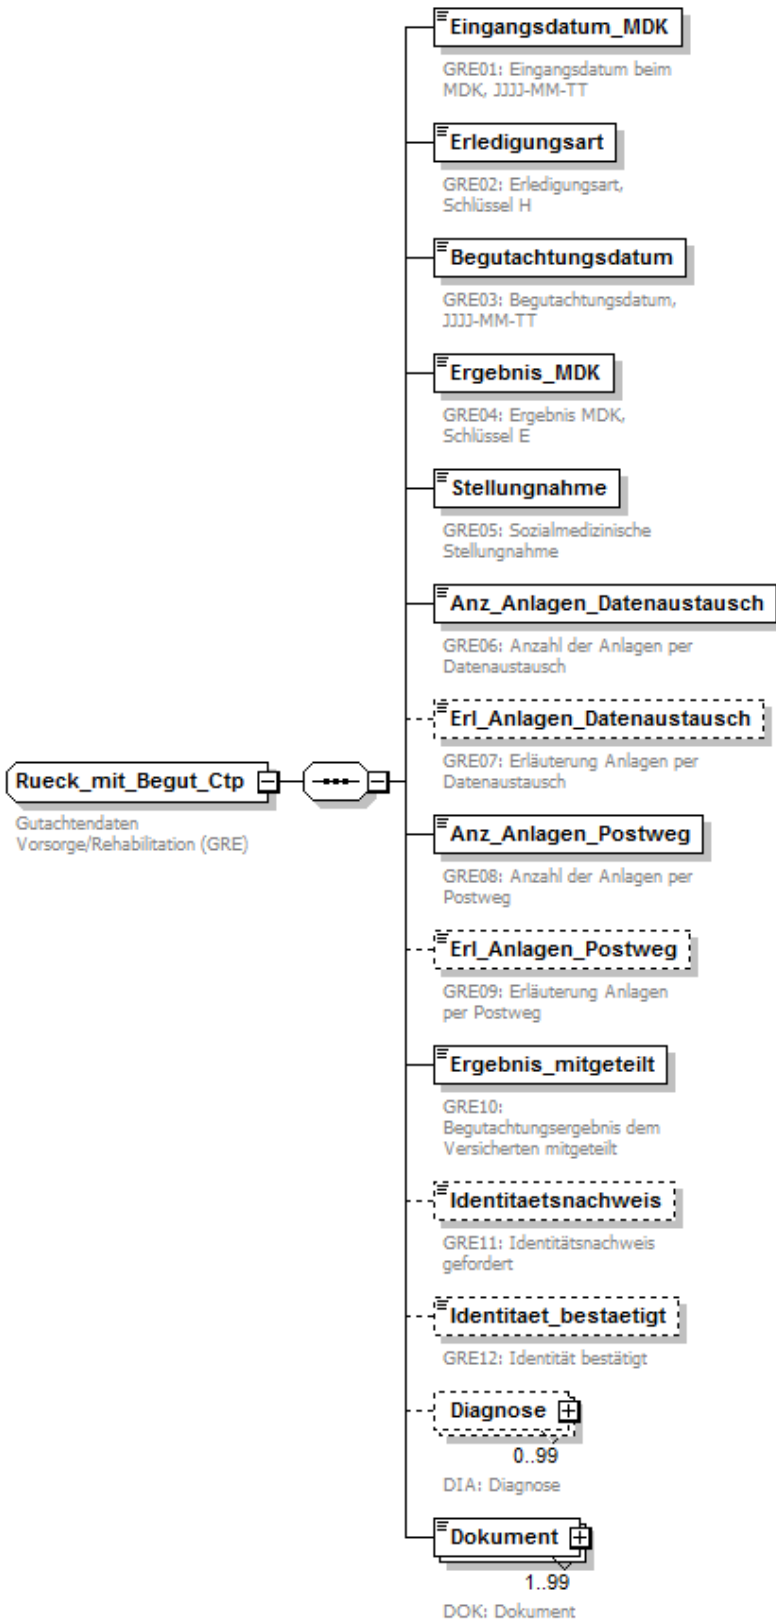 Eingangsdatum_MDK
GRE01: Eingangsdatum beim
MDK, JJJJ-MM-TT
Erledigungsart
GRE02: Erledigungsart,
Schlüssel H
Begutachtungsdatum
GRE03: Begutachtungsdatum,
JJJJ-MM-TT
Ergebnis_MDK
GRE04: Ergebnis MDK,
Schlüssel E
Stellungnahme
GRE05: Sozialmedizinische
Stellungnahme
Anz_Anlagen_Datenaustausch
GRE06: Anzahl der Anlagen per
Datenaustausch
Erl_Anlagen_Datenaustausch
GRE07: Erläuterung Anlagen per
Datenaustausch
Rueck_mit_Begut_Ctp
Gutachtendaten
Vorsorge/Rehabilitation (GRE)
Anz_Anlagen_Postweg
GRE08: Anzahl der Anlagen per
Postweg
Erl_Anlagen_Postweg
GRE09: Erläuterung Anlagen
per Postweg
Ergebnis_mitgeteilt
GRE10:
Begutachtungsergebnis dem
Versicherten mitgeteilt
Identitaetsnachweis
GRE11: Identitätsnachweis
gefordert
Identitaet_bestaetigt
GRE12: Identität bestätigt
Diagnose
0..99
DIA: Diagnose
Dokument
1..99
DOK: Dokument